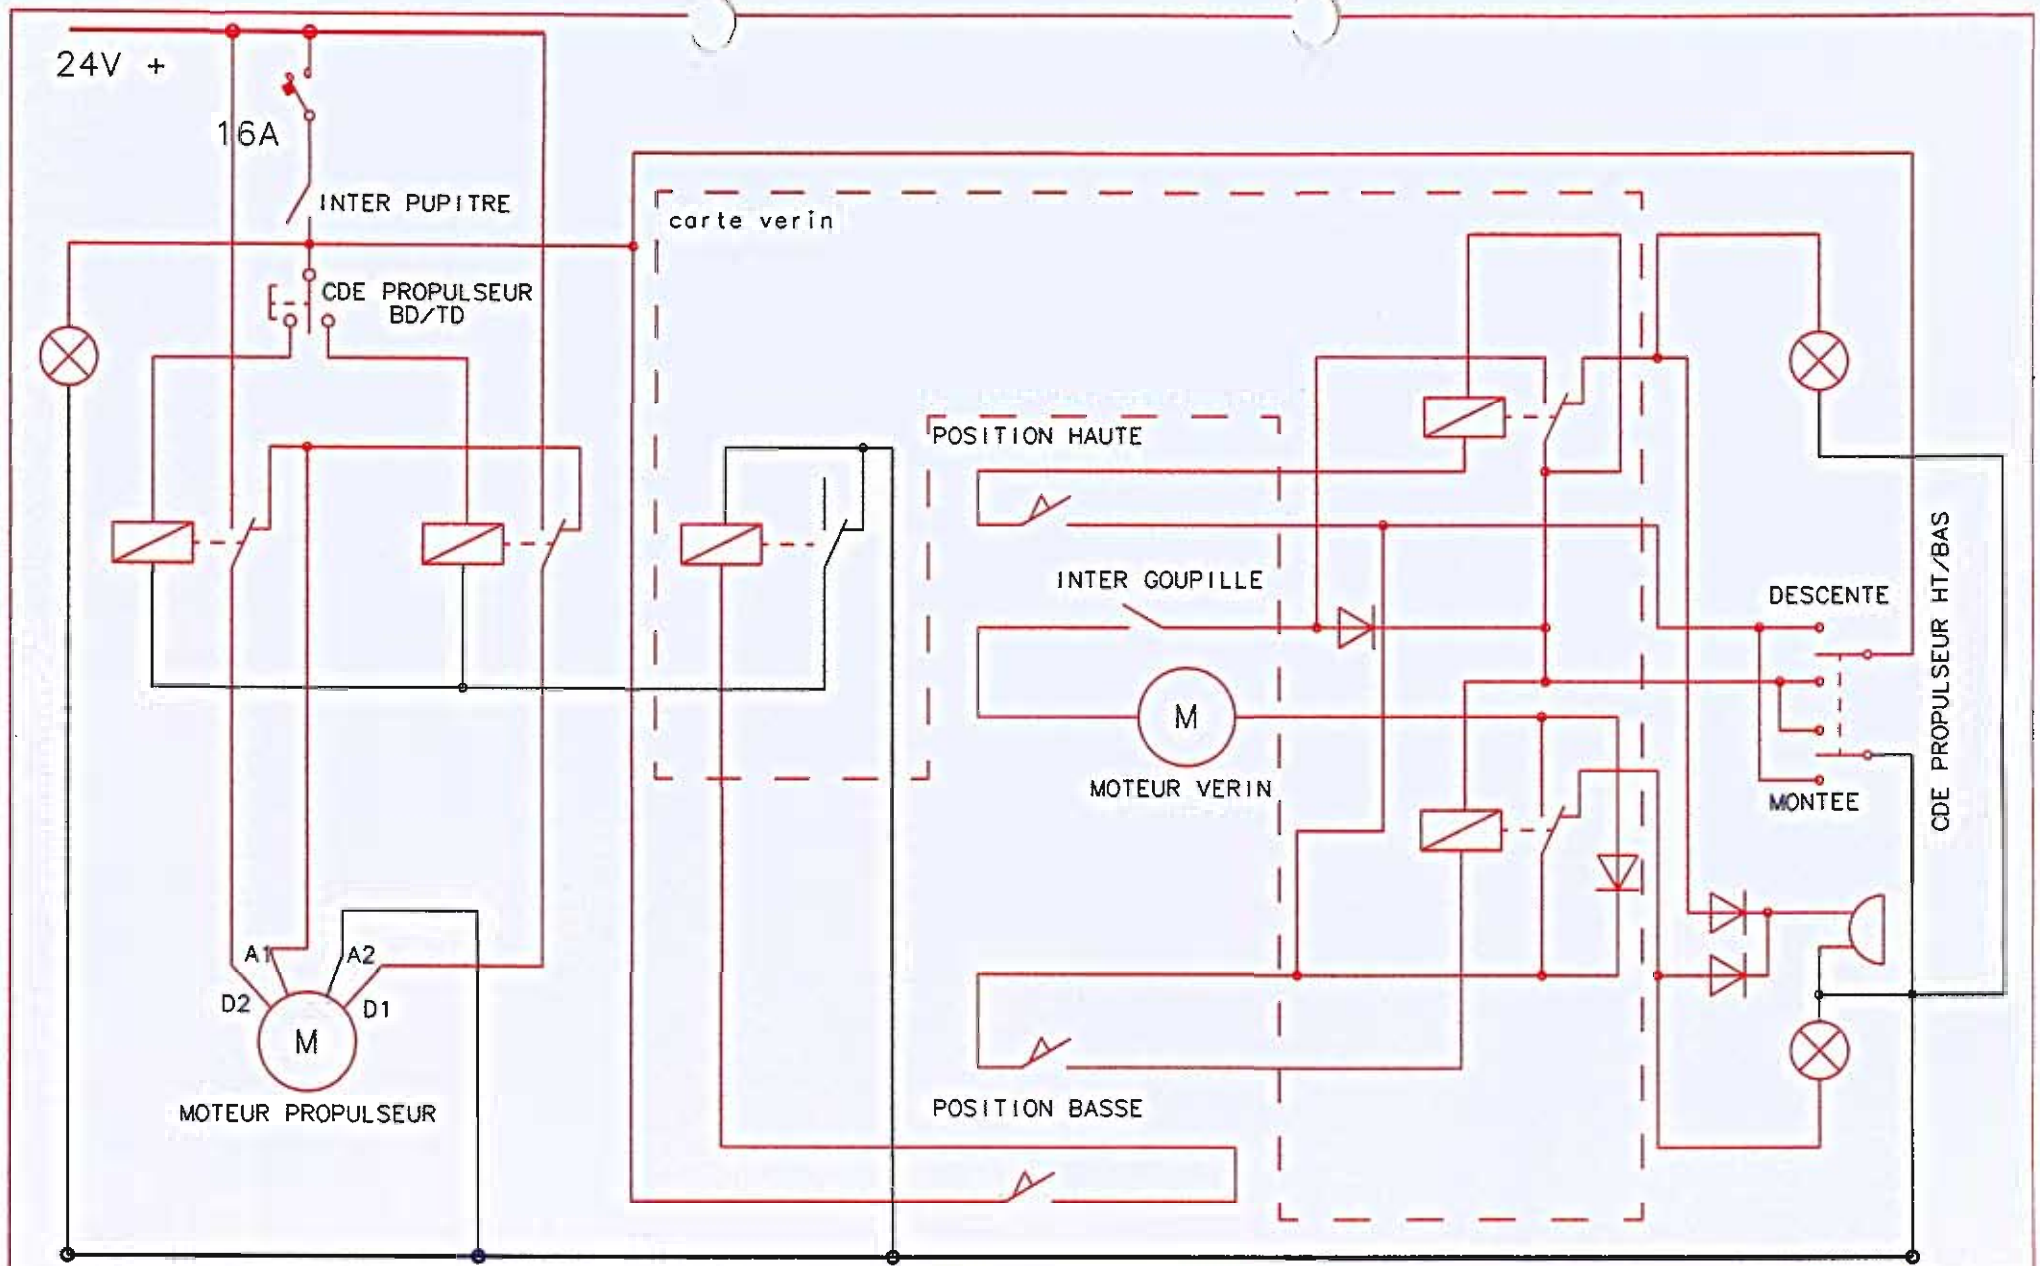 24V +
16A
INTER PUPITRE
carte verin
CDE PROPULSEUR
BD/TD
POSITION HAUTE
INTER GOUPILLE
DESCENTE
CDE PROPULSEUR HT/BAS
M
MOTEUR VERIN
MONTEE
A1
A2
D2
D1
M
MOTEUR PROPULSEUR
POSITION BASSE